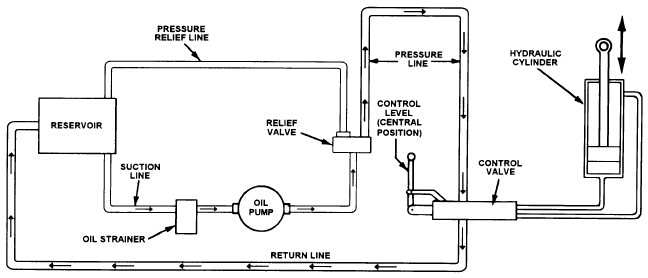 PRESSURE
RELIEF LINE
PRESSURE
LINE
HYDRAULIC
CYLINDER
RESERVOIR
RELIEF
VALVE
CONTROL
LEVEL
(CENTRAL
POSITION)
SUCTION
LINE
CONTROL
VALVE
OIL
PUMP
OIL STRAINER
RETURN LINE